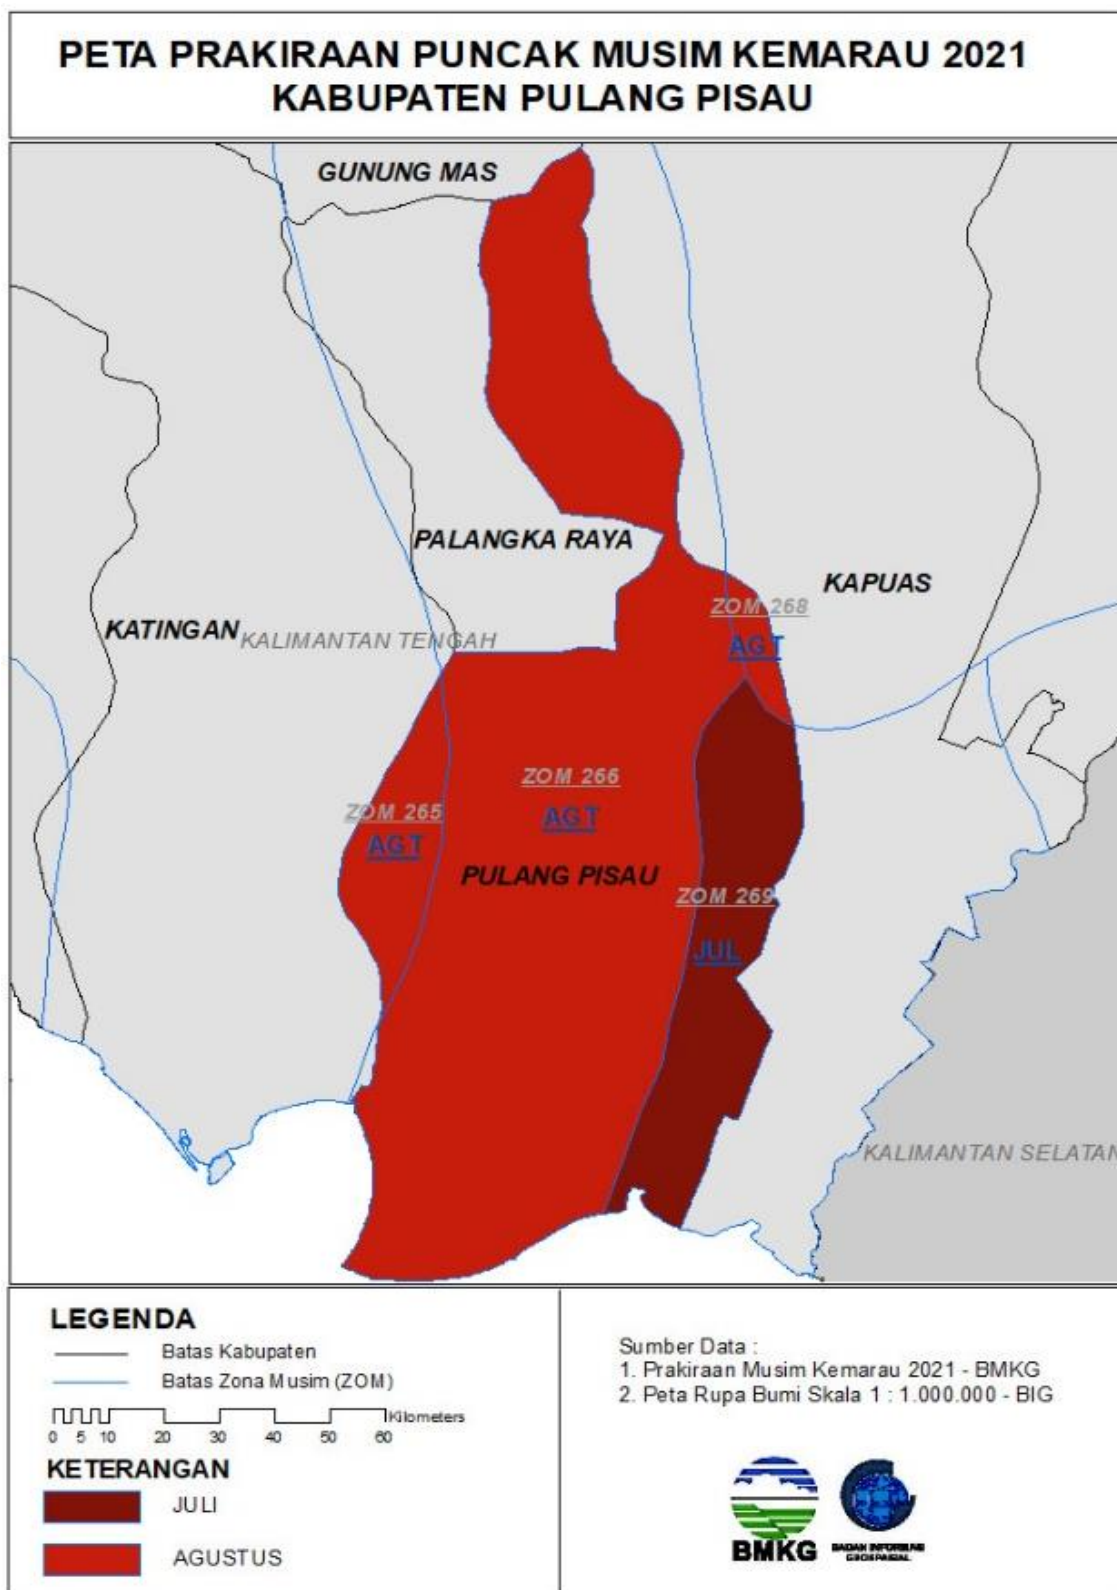 PETA PRAKIRAAN PUNCAK MUSIM KEMARAU 2021
KABUPATEN PULANG PISAU
GUNUNG MAS
PALANGKA RAYA
KAPUAS
ZOM 268
KATINGAN
KALIMANTAN TENGAH
AGT
ZOM 266
ZOM 265
AGT
AGT
PULANG PISAU
ZOM 269
JUL
KALIMANTAN SELATAN
LEGENDA
Batas Kabupaten
Batas Zona Musim (ZOM)
Kilometers
0 5 10 20 30 40 50 60
KETERANGAN
JULI
AGUSTUS
Sumber Data :
1. Prakiraan Musim Kemarau 2021 - BMKG
2. Peta Rupa Bumi Skala 1 : 1.000.000 - BIG
BMKG
BADAN INFORMASI
GEOSPASIAL